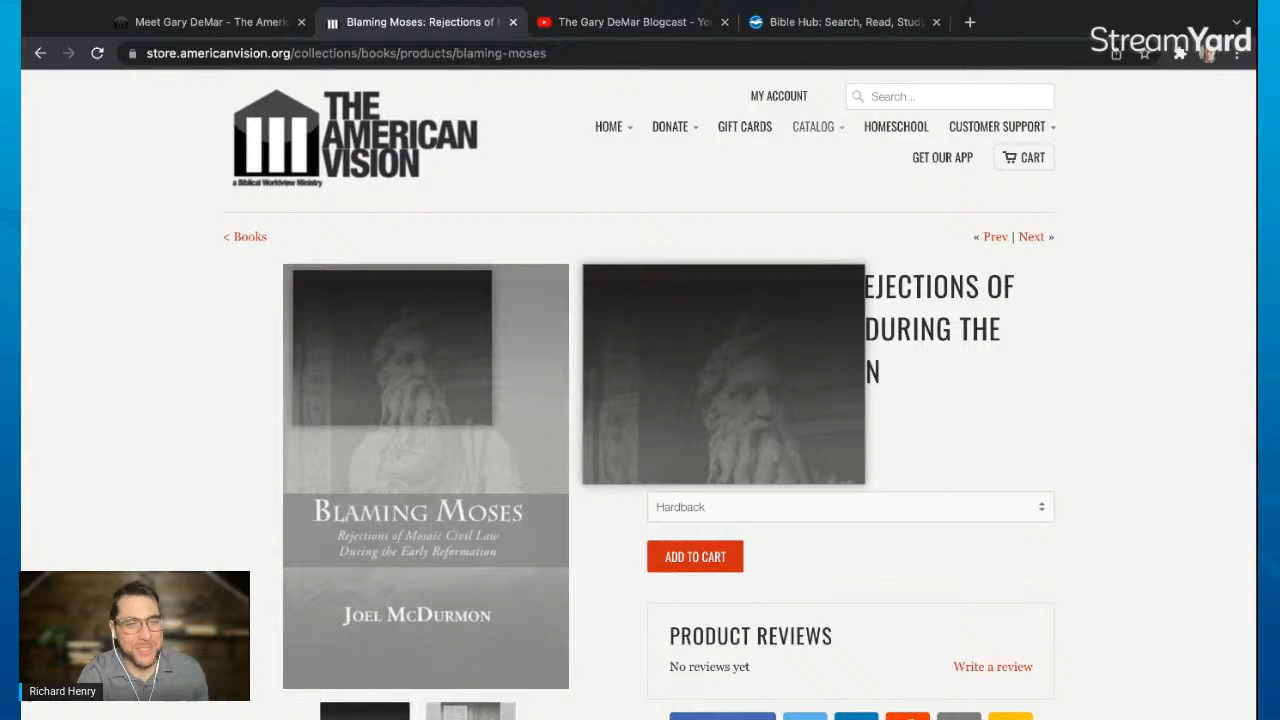 Meet Gary DeMar - The Americ
Blaming Moses: Rejections of M
The Gary DeMar Blogcast - You
Bible Hub: Search, Read, Study
StreamYard
store.americanvision.org/collections/books/products/blaming-moses
THE
AMERICAN
VISION
a Biblical Worldview Ministry
MY ACCOUNT
Search...
HOME
DONATE
GIFT CARDS
CATALOG
HOMESCHOOL
CUSTOMER SUPPORT
GET OUR APP
CART
< Books
« Prev | Next »
EJECTIONS OF
DURING THE
N
BLAMING MOSES
Rejections of Mosaic Civil Law
During the Early Reformation
JOEL MCDURMON
Hardback
ADD TO CART
PRODUCT REVIEWS
No reviews yet
Write a review
Richard Henry